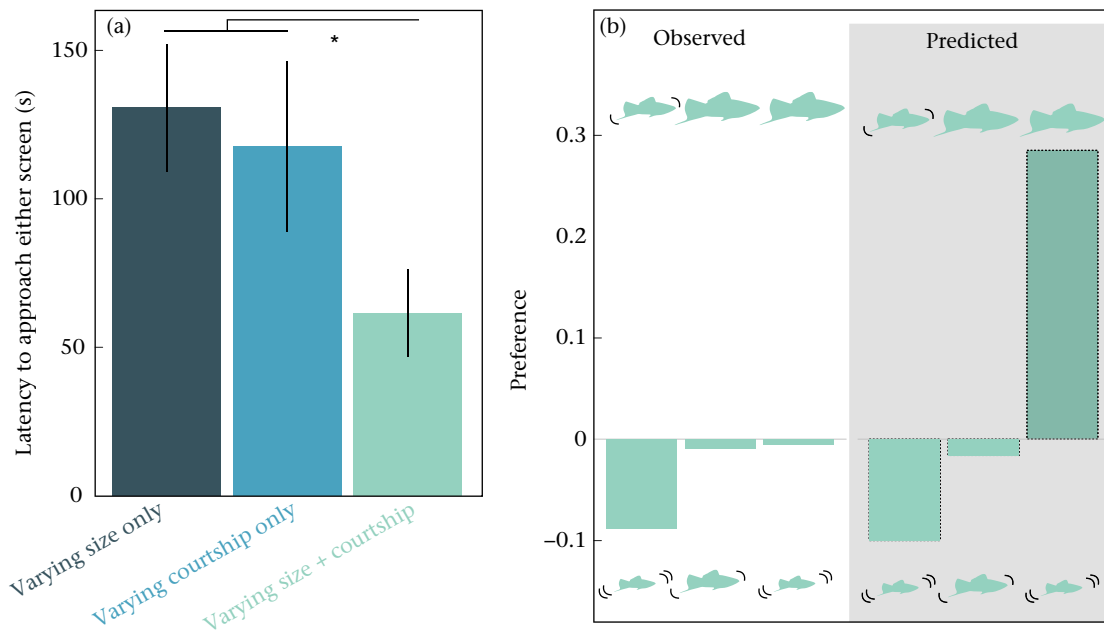 (a)
*
Latency to approach either screen (s)
150
100
50
0
Varying size only
Varying courtship only
Varying size + courtship
(b)
Observed
Predicted
Preference
0.3
0.2
0.1
0
−0.1